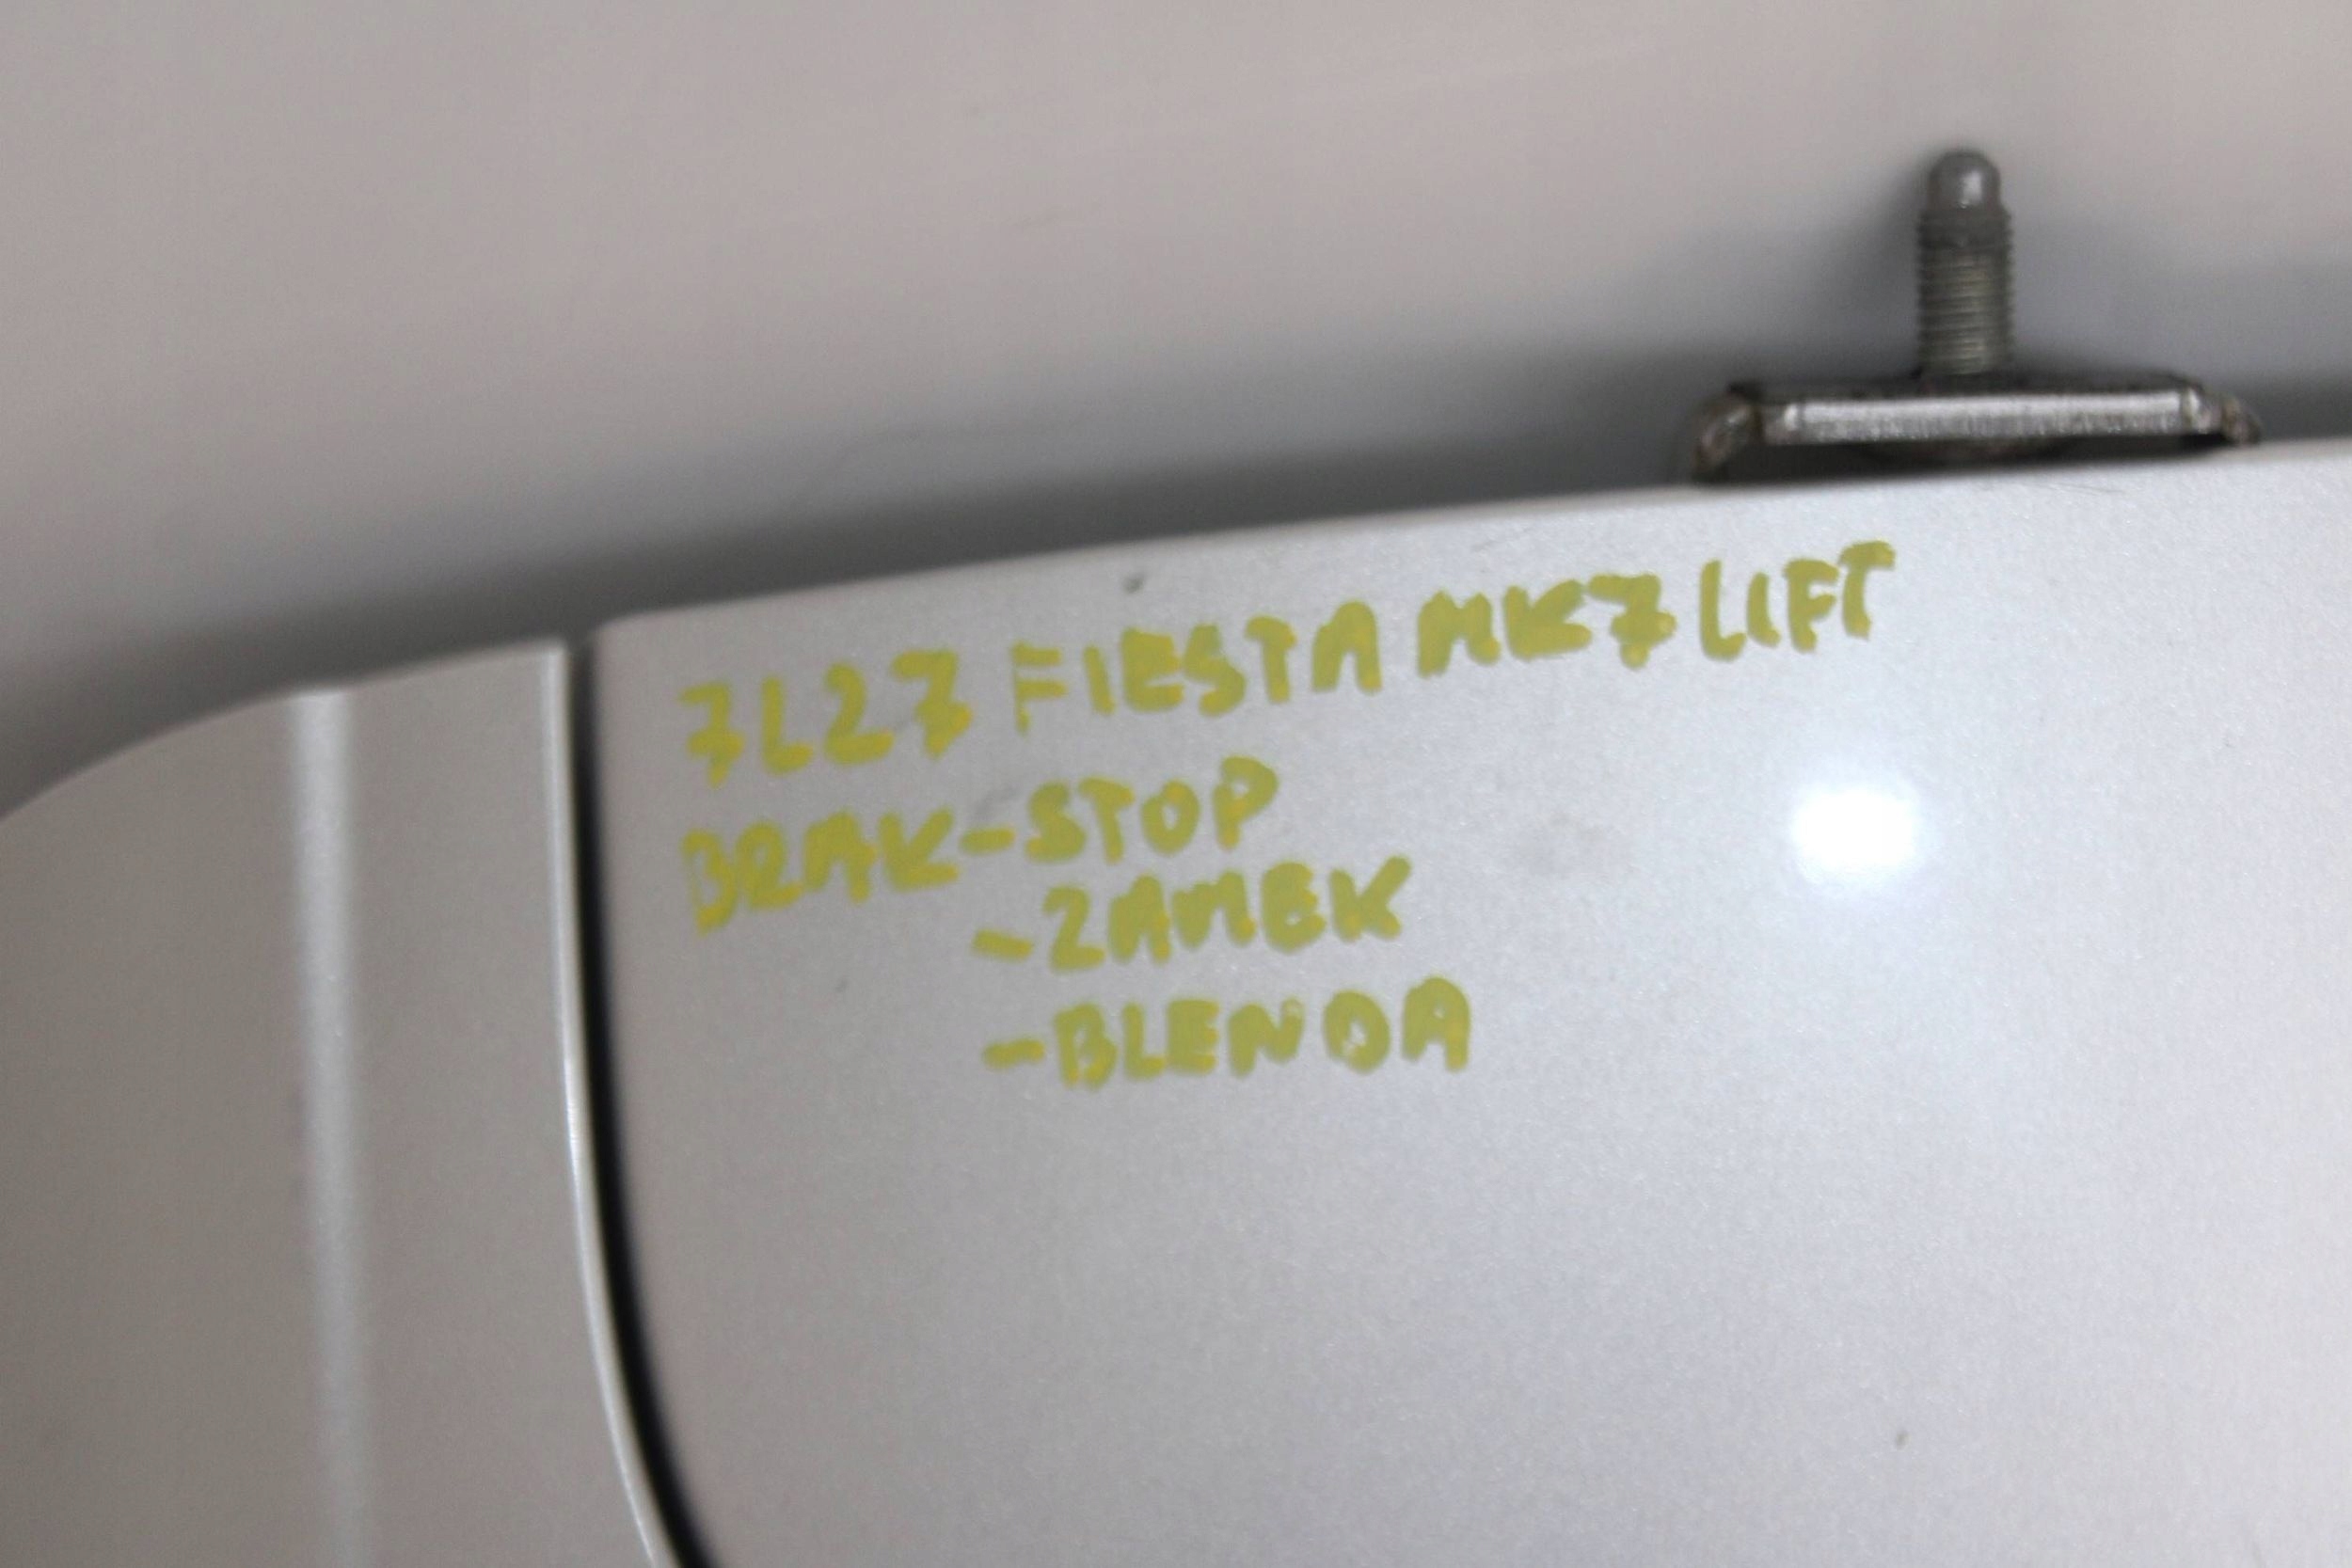 7L27 FIESTA MK7 LIFT
BRAK-STOP
-ZAMEK
-BLENDA